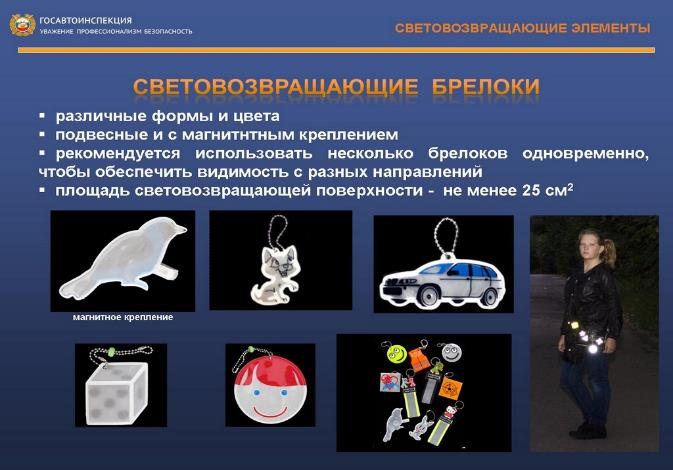 ГОСАВТОИНСПЕКЦИЯ
УВАЖЕНИЕ ПРОФЕССИОНАЛИЗМ БЕЗОПАСНОСТЬ
СВЕТОВОЗВРАЩАЮЩИЕ ЭЛЕМЕНТЫ
СВЕТОВОЗВРАЩАЮЩИЕ БРЕЛОКИ
▪ различные формы и цвета
▪ подвесные и с магнитнтным креплением
▪ рекомендуется использовать несколько брелоков одновременно,
чтобы обеспечить видимость с разных направлений
▪ площадь световозвращающей поверхности - не менее 25 см²
магнитное крепление